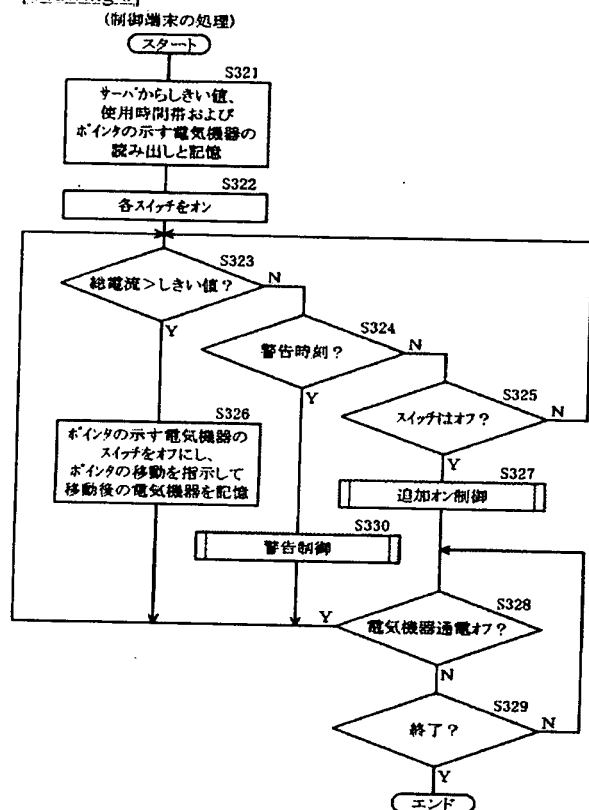 (制御端末の処理)
スタート
S321
サーバからしきい値、
使用時間帯および
ポインタの示す電気機器の
読み出しと記憶
S322
各スイッチをオン
S323
総電流>しきい値?
N
Y
S324
警告時刻?
N
Y
S325
スイッチはオフ?
N
Y
S326
ポインタの示す電気機器の
スイッチをオフにし、
ポインタの移動を指示して
移動後の電気機器を記憶
S327
追加オン制御
S330
警告制御
S328
電気機器通電オフ?
Y
N
S329
終了?
N
Y
エンド